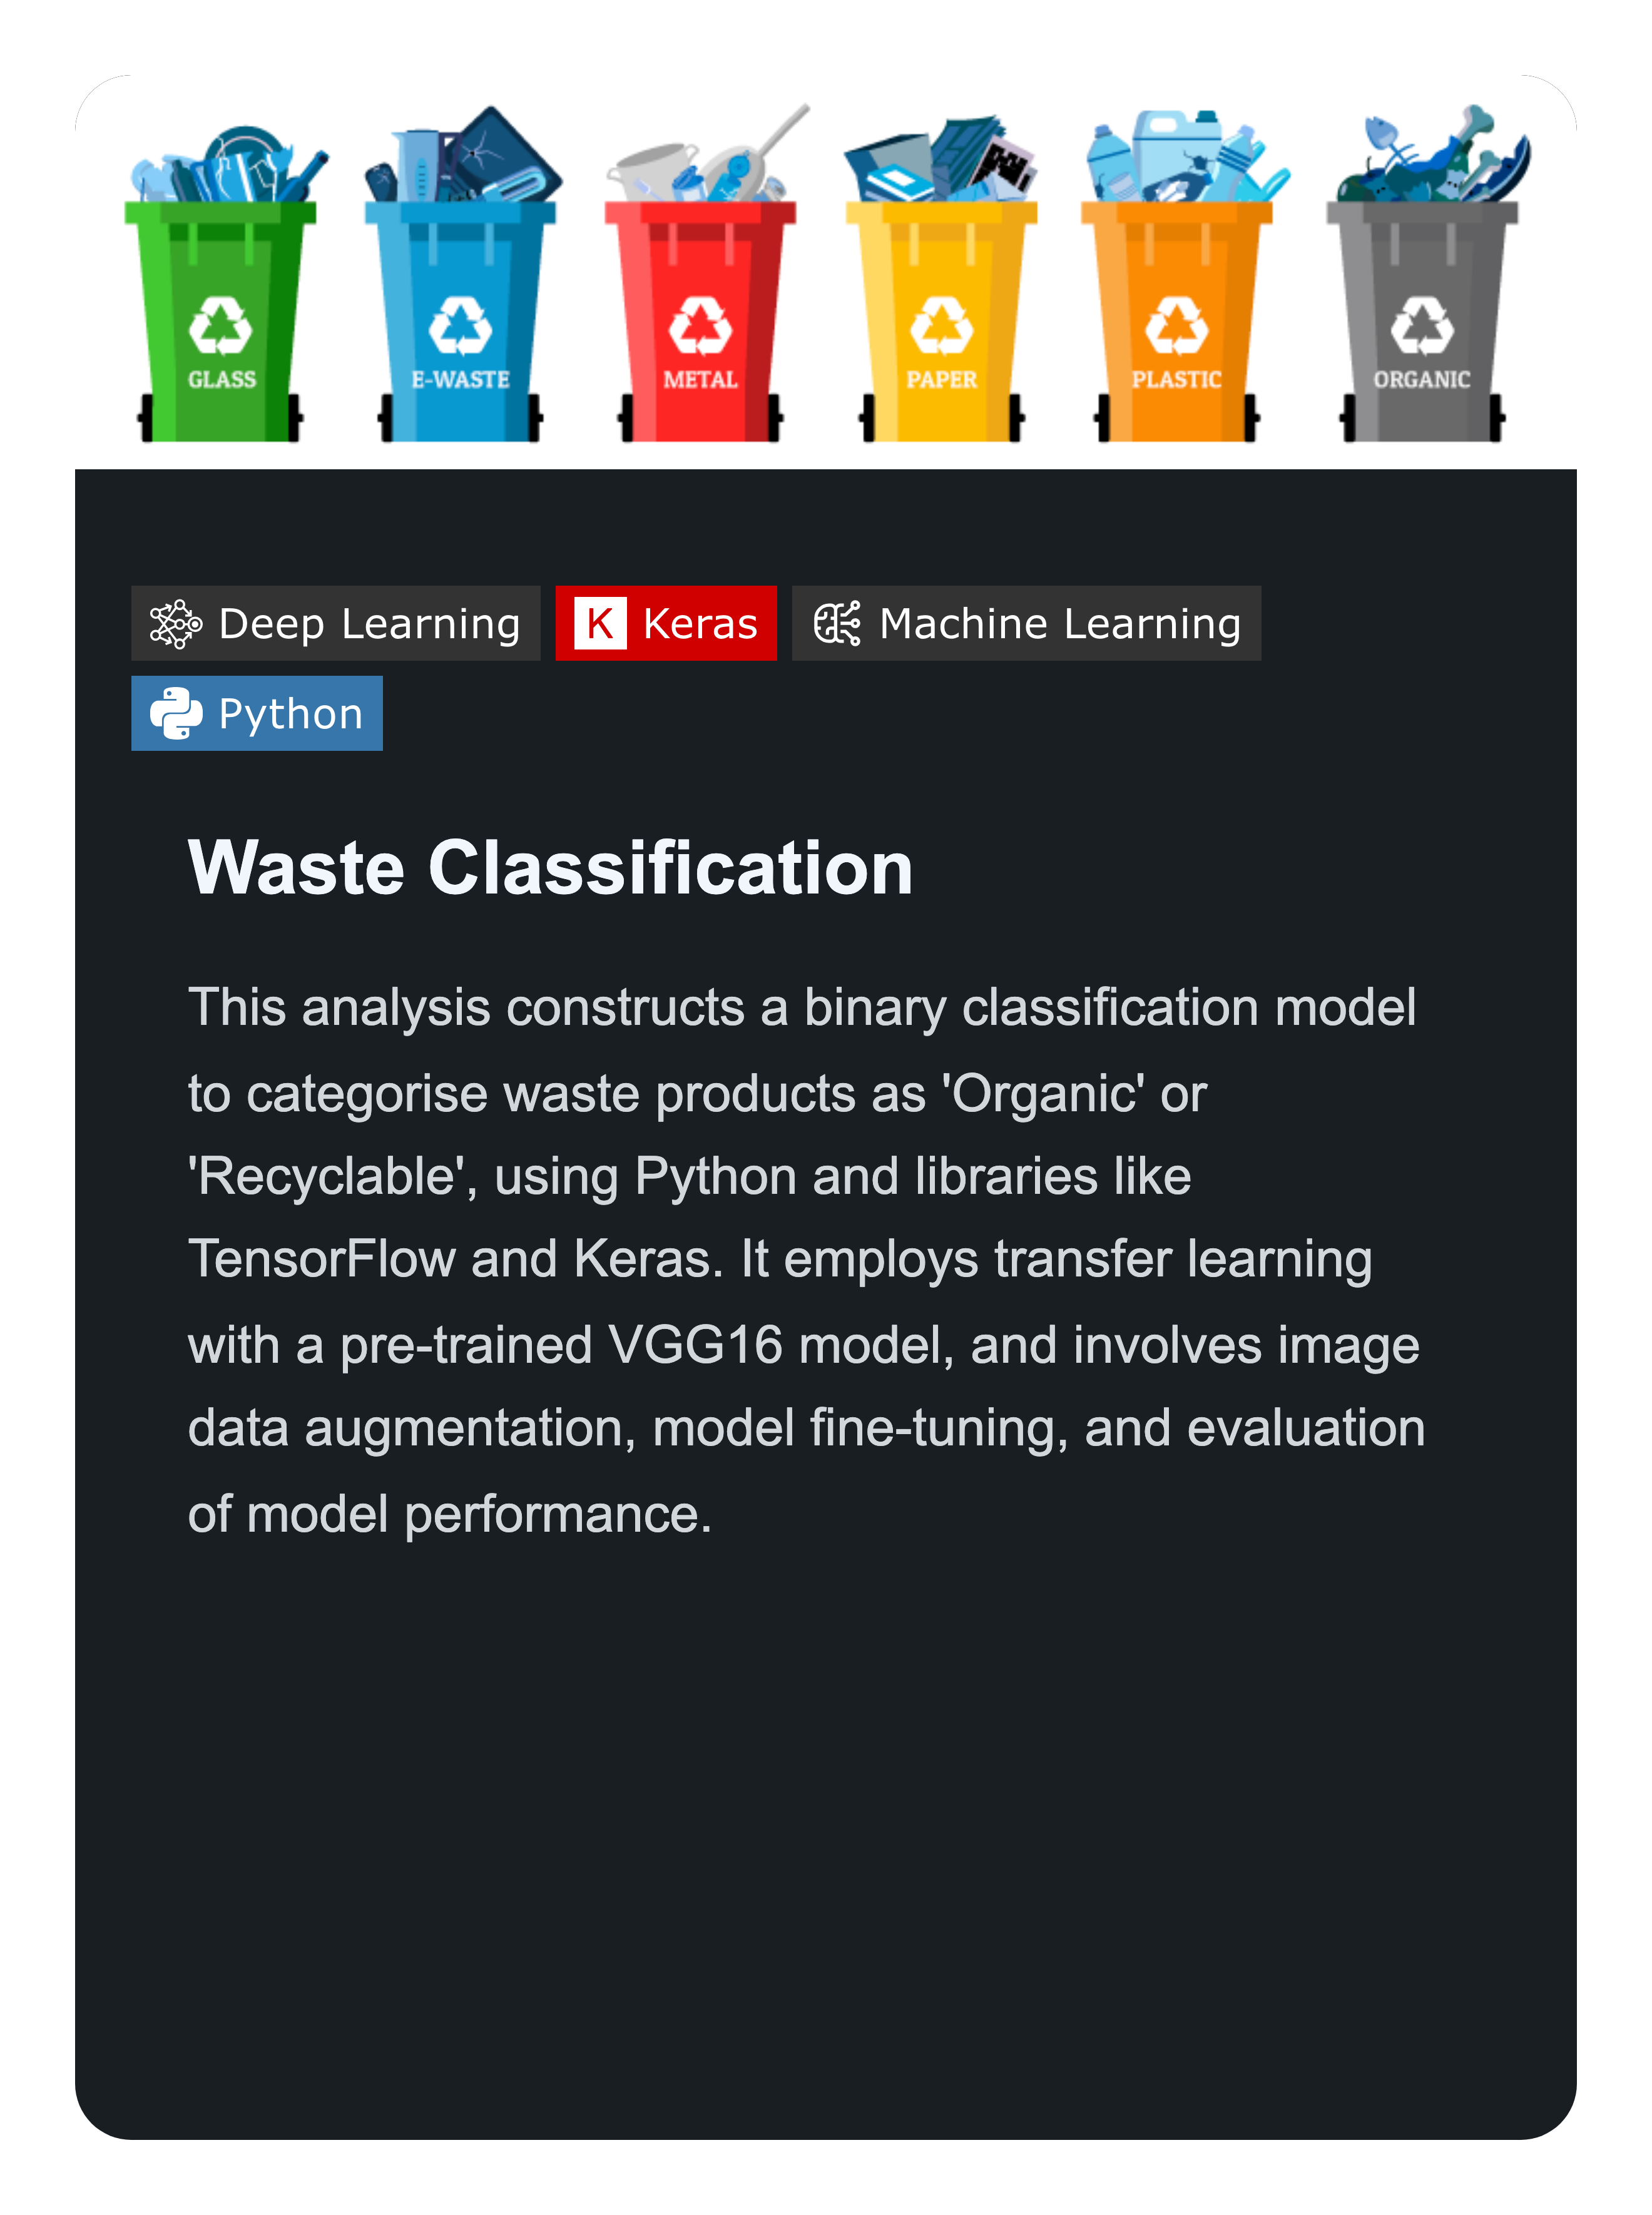 GLASS
E-WASTE
METAL
PAPER
PLASTIC
ORGANIC
Deep Learning
K Keras
Machine Learning
Python
Waste Classification
This analysis constructs a binary classification model
to categorise waste products as 'Organic' or
'Recyclable', using Python and libraries like
TensorFlow and Keras. It employs transfer learning
with a pre-trained VGG16 model, and involves image
data augmentation, model fine-tuning, and evaluation
of model performance.